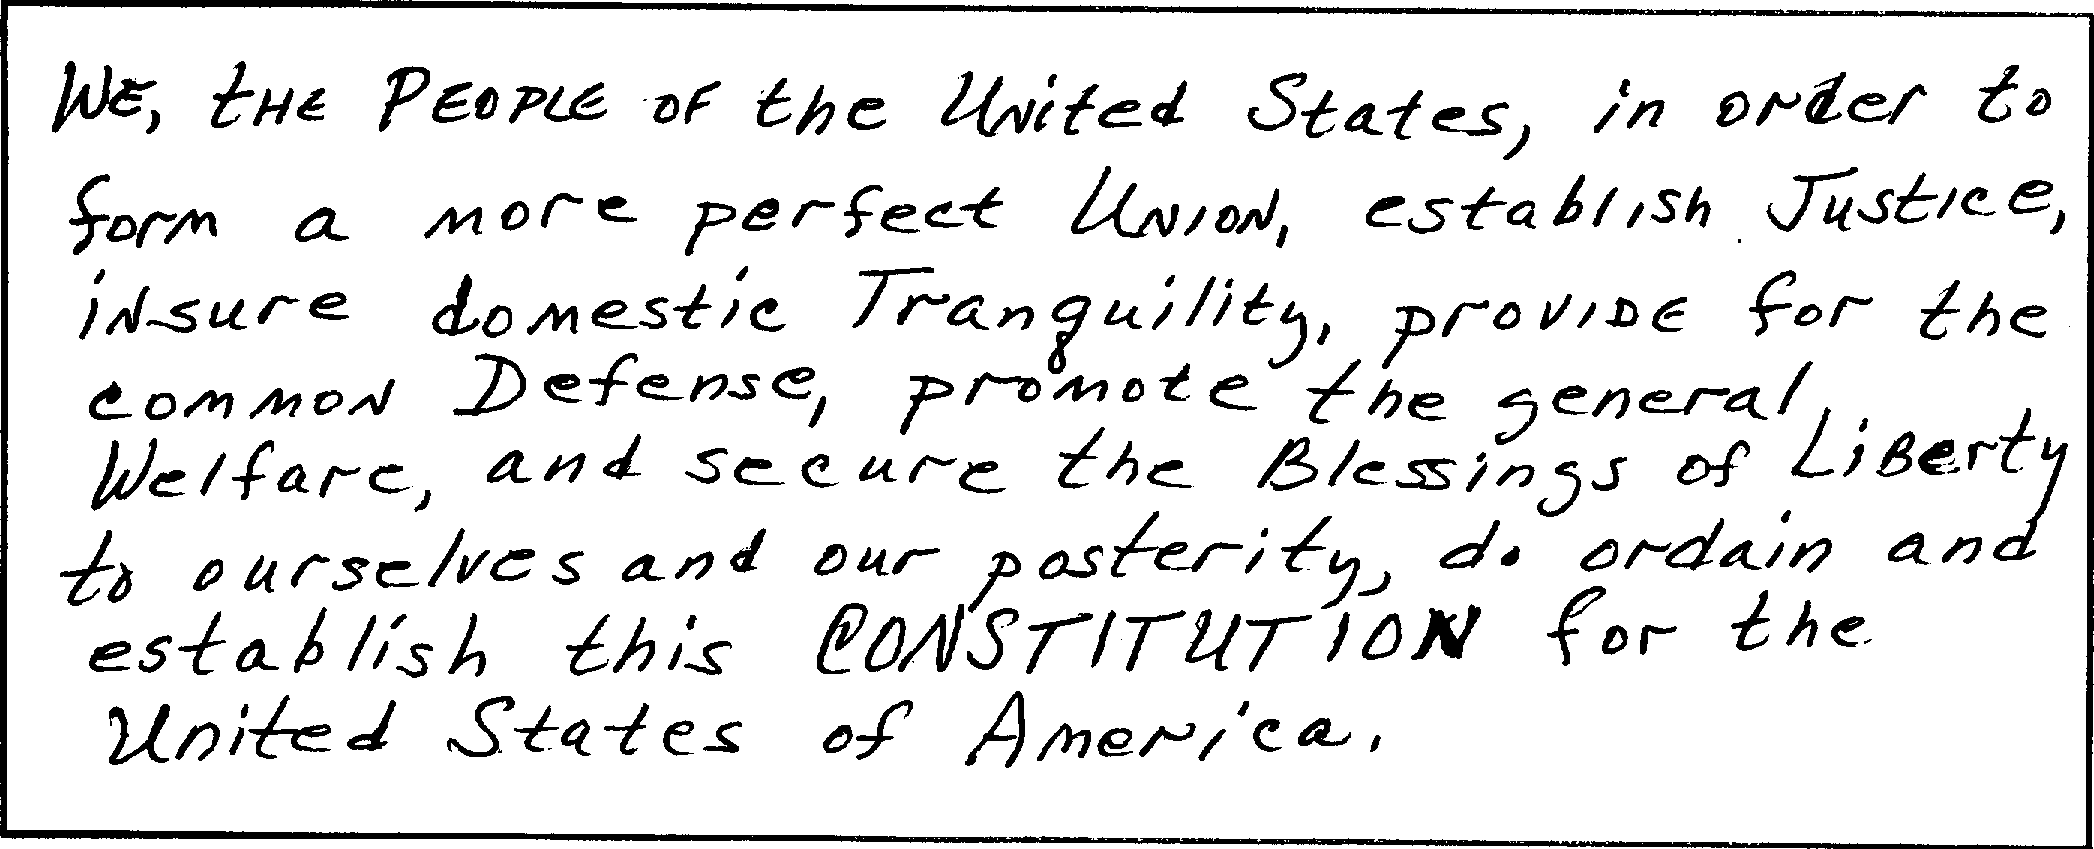 WE, tHE PEOPLE OF the United States, in order to
form a more perfect UNION, establish Justice,
iNsure domestic Tranquility, proVIDE for the
common Defense, promote the general
Welfare, and secure the Blessings of LiBerty
to ourselves and our posterity, do ordain and
establish this CONSTITUTION for the
United States of America.